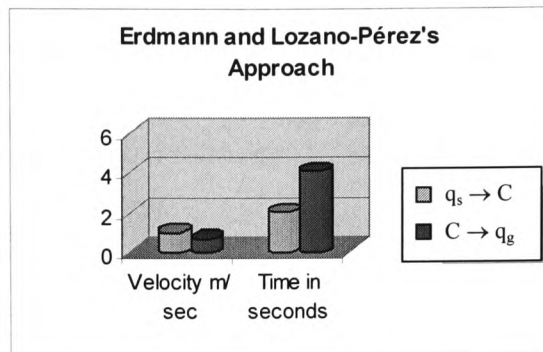 Erdmann and Lozano-Pérez's
Approach
6
4
2
0
Velocity m/
sec
Time in
seconds
qs → C
C → qg